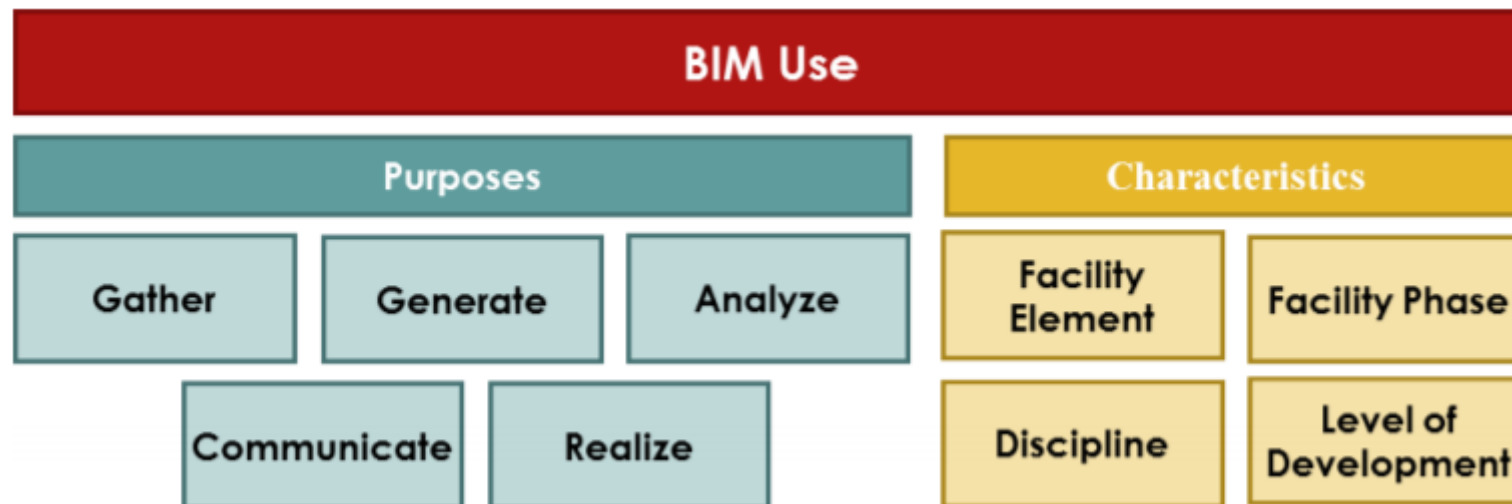 BIM Use
Purposes
Characteristics
Gather
Generate
Analyze
Facility
Element
Facility Phase
Communicate
Realize
Discipline
Level of
Development